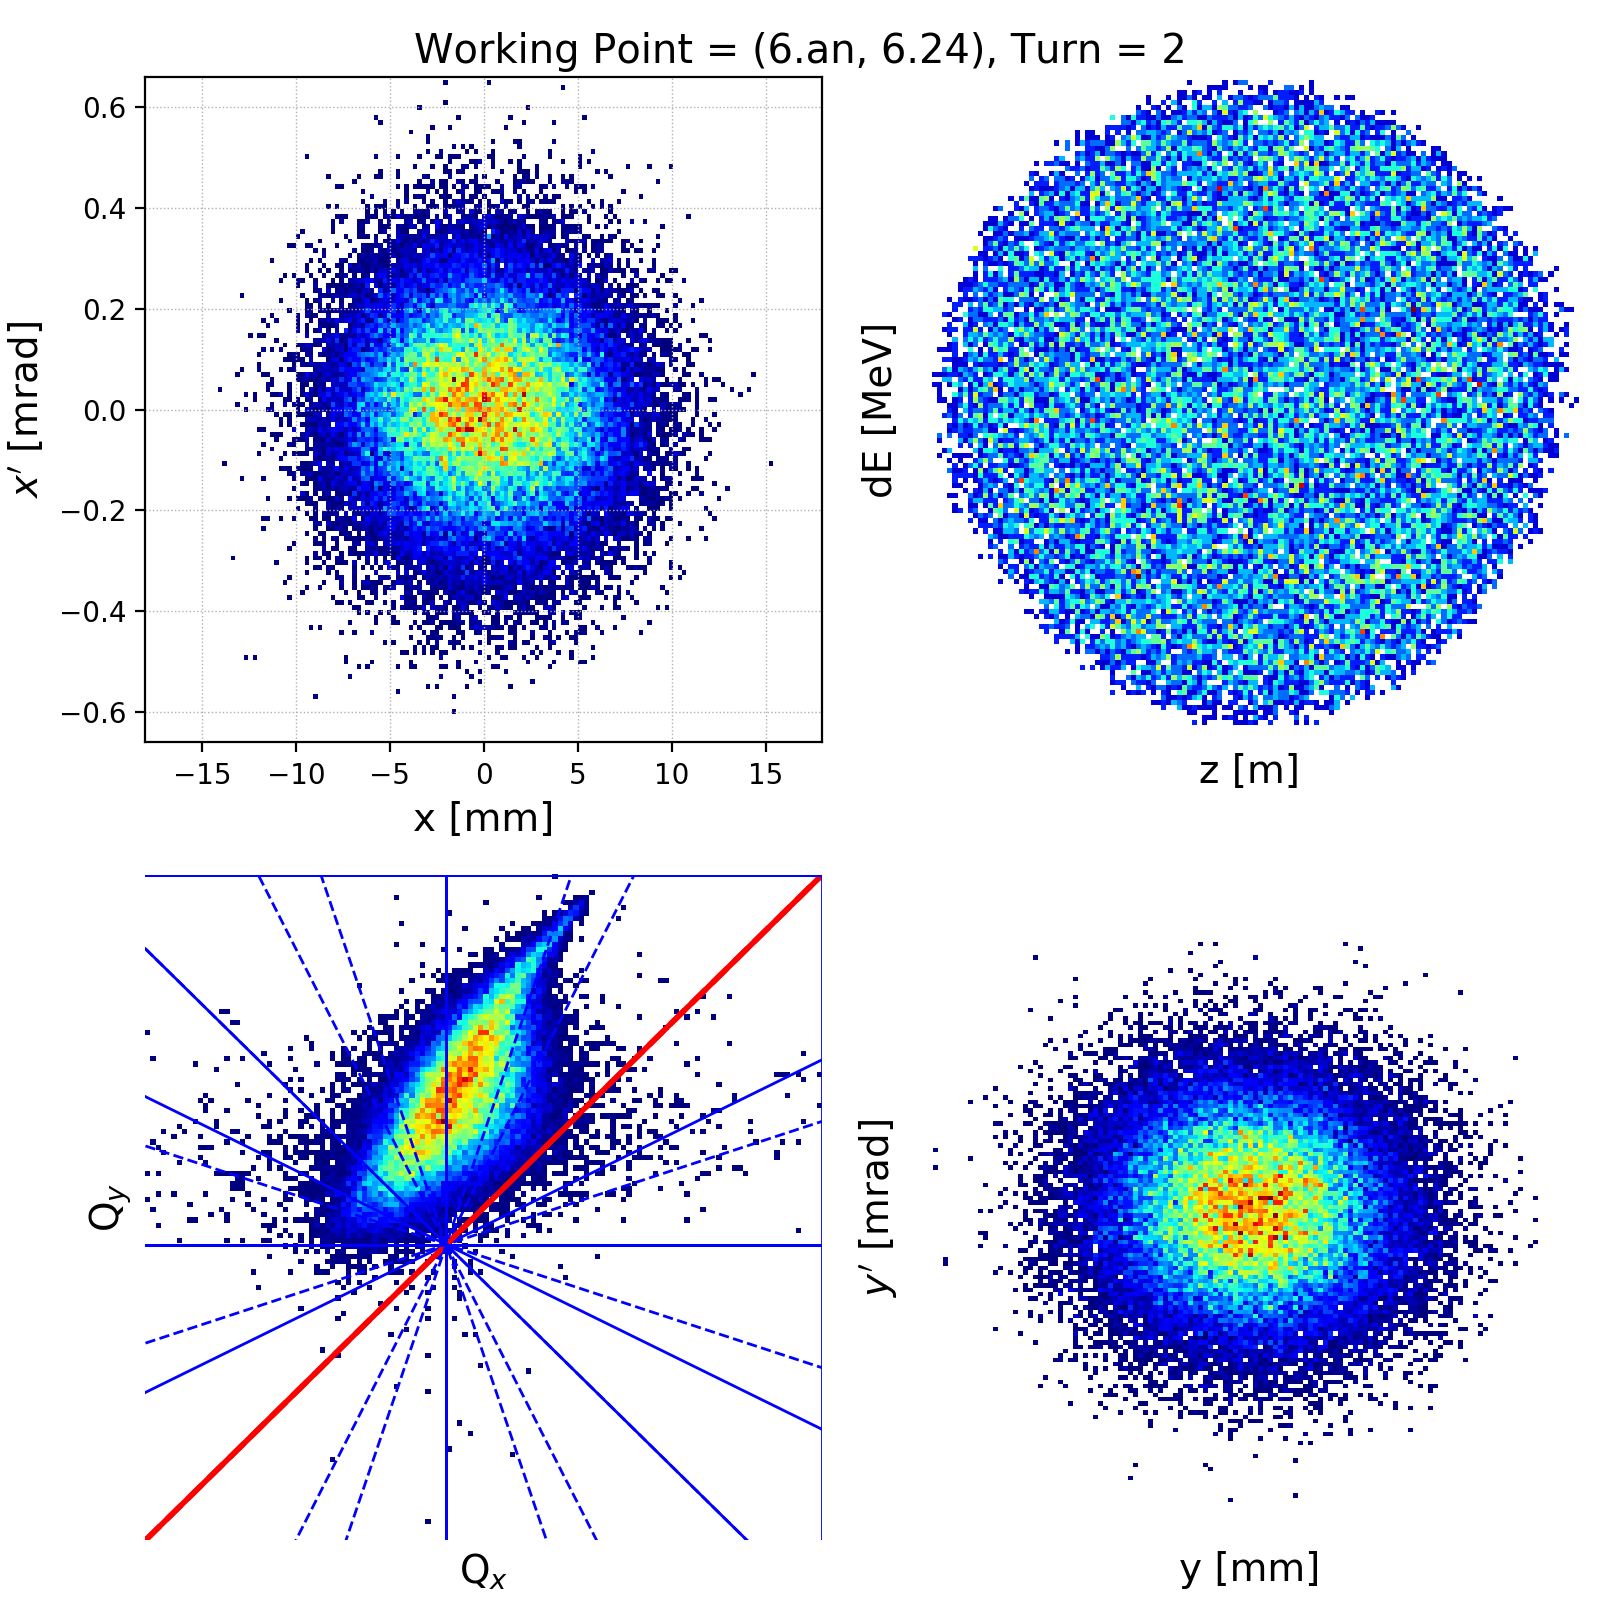 Working Point = (6.an, 6.24), Turn = 2
0.6
0.4
0.2
0.0
−0.2
−0.4
−0.6
x′ [mrad]
−15 −10 −5 0 5 10 15
x [mm]
dE [MeV]
z [m]
Qy
Qx
y′ [mrad]
y [mm]